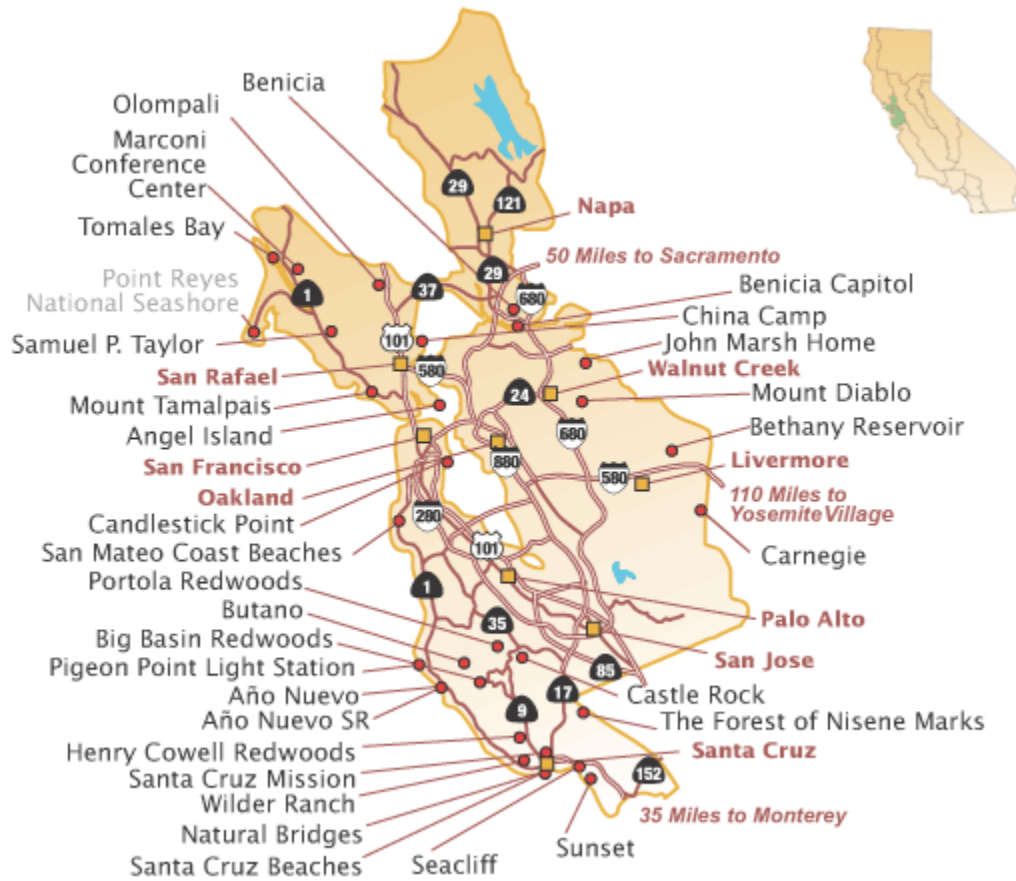 Benicia
Olompali
Marconi
Conference
Center
29
121
Napa
Tomales Bay
50 Miles to Sacramento
Point Reyes
National Seashore
29
37
1
680
Benicia Capitol
China Camp
Samuel P. Taylor
101
John Marsh Home
San Rafael
580
Walnut Creek
24
Mount Diablo
Mount Tamalpais
Angel Island
680
Bethany Reservoir
San Francisco
880
580
Livermore
Oakland
110 Miles to
Yosemite Village
Candlestick Point
280
San Mateo Coast Beaches
101
Carnegie
Portola Redwoods
1
Butano
35
Palo Alto
Big Basin Redwoods
Pigeon Point Light Station
85
San Jose
Año Nuevo
17
Castle Rock
Año Nuevo SR
9
The Forest of Nisene Marks
Henry Cowell Redwoods
Santa Cruz
Santa Cruz Mission
152
Wilder Ranch
35 Miles to Monterey
Natural Bridges
Sunset
Santa Cruz Beaches
Seacliff